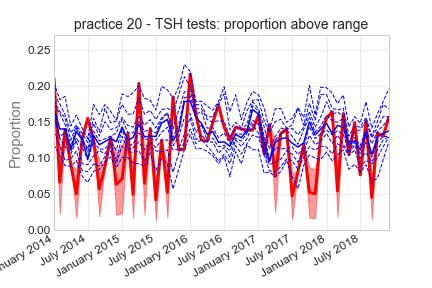 practice 20 - TSH tests: proportion above range
Proportion
0.25
0.20
0.15
0.10
0.05
0.00
nuary 2014
July 2014
January 2015
July 2015
January 2016
July 2016
January 2017
July 2017
January 2018
July 2018